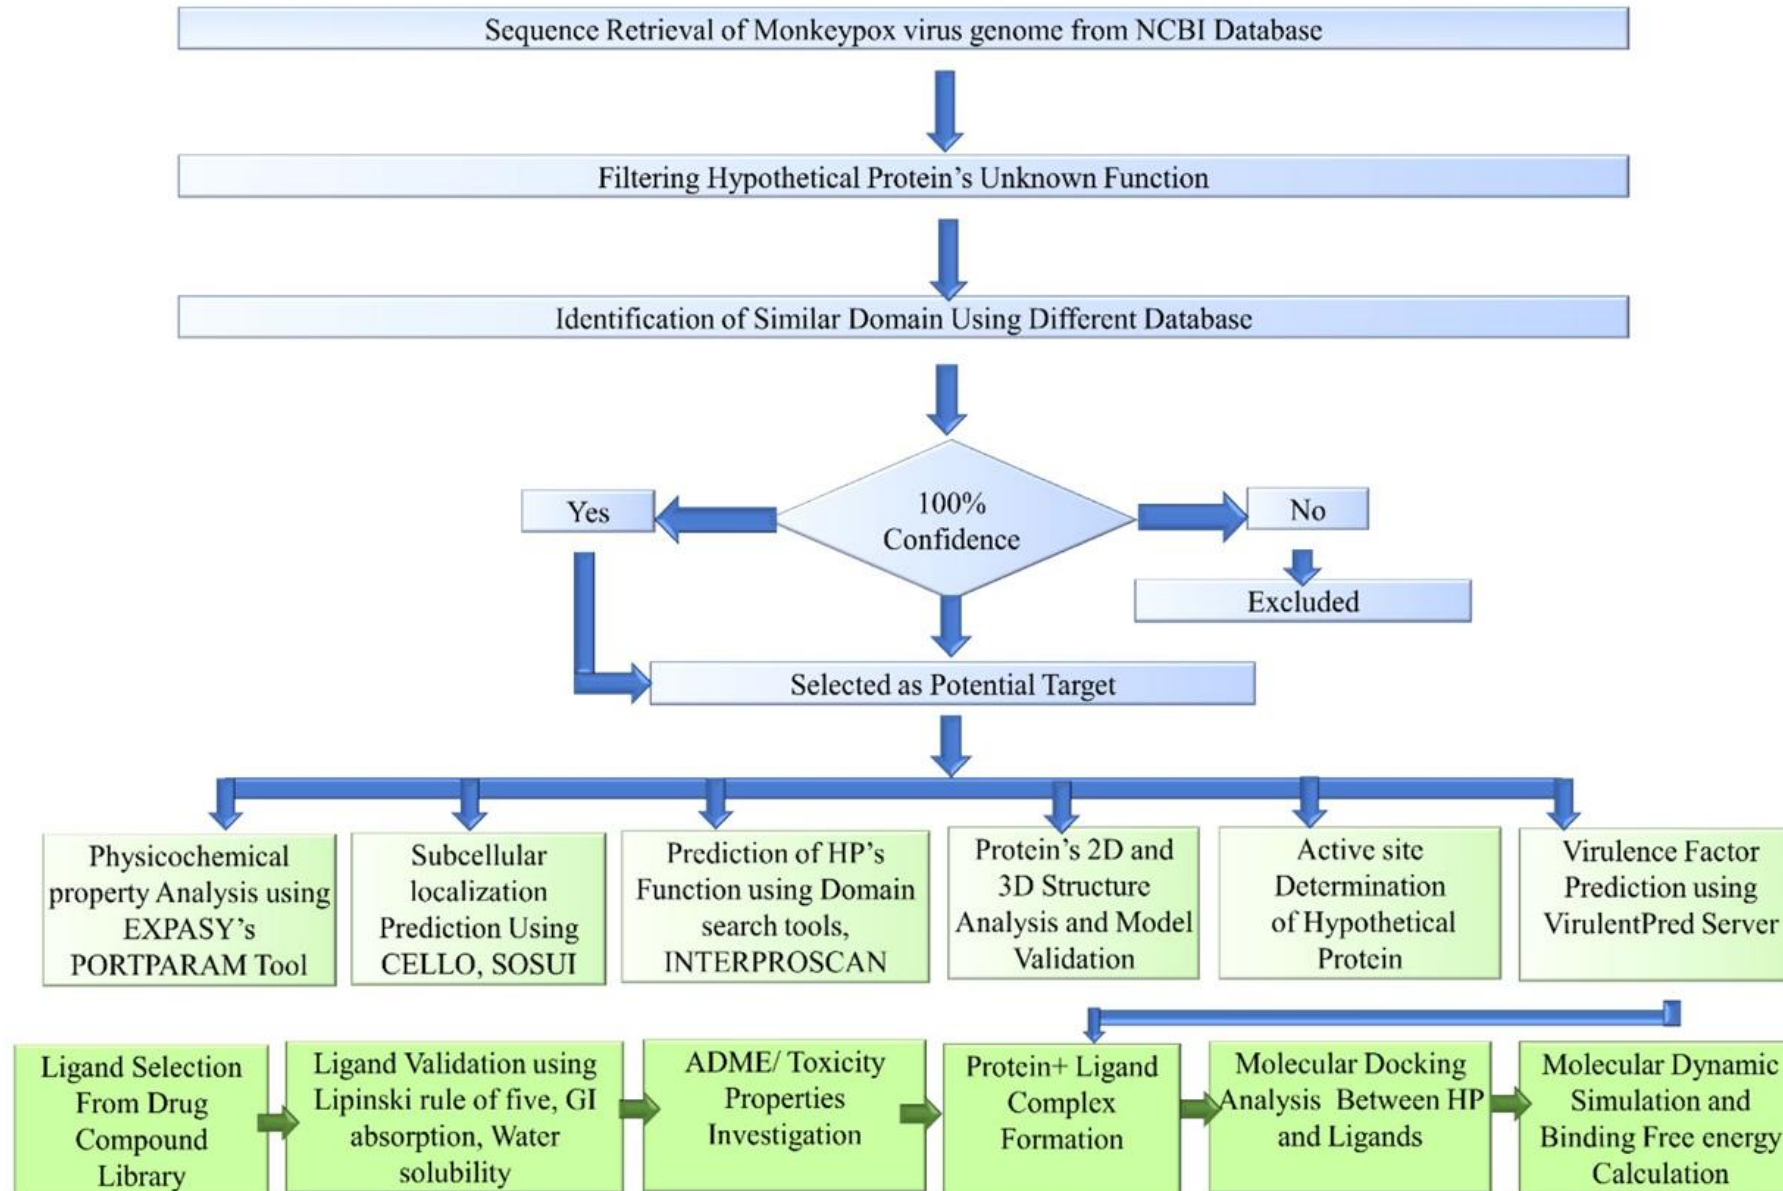 Sequence Retrieval of Monkeypox virus genome from NCBI Database
Filtering Hypothetical Protein’s Unknown Function
Identification of Similar Domain Using Different Database
100%
Confidence
Yes
No
Excluded
Selected as Potential Target
Physicochemical
property Analysis using
EXPASY’s
PORTPARAM Tool
Subcellular
localization
Prediction Using
CELLO, SOSUI
Prediction of HP’s
Function using Domain
search tools,
INTERPROSCAN
Protein’s 2D and
3D Structure
Analysis and Model
Validation
Active site
Determination
of Hypothetical
Protein
Virulence Factor
Prediction using
VirulentPred Server
Ligand Selection
From Drug
Compound
Library
Ligand Validation using
Lipinski rule of five, GI
absorption, Water
solubility
ADME/ Toxicity
Properties
Investigation
Protein+ Ligand
Complex
Formation
Molecular Docking
Analysis Between HP
and Ligands
Molecular Dynamic
Simulation and
Binding Free energy
Calculation